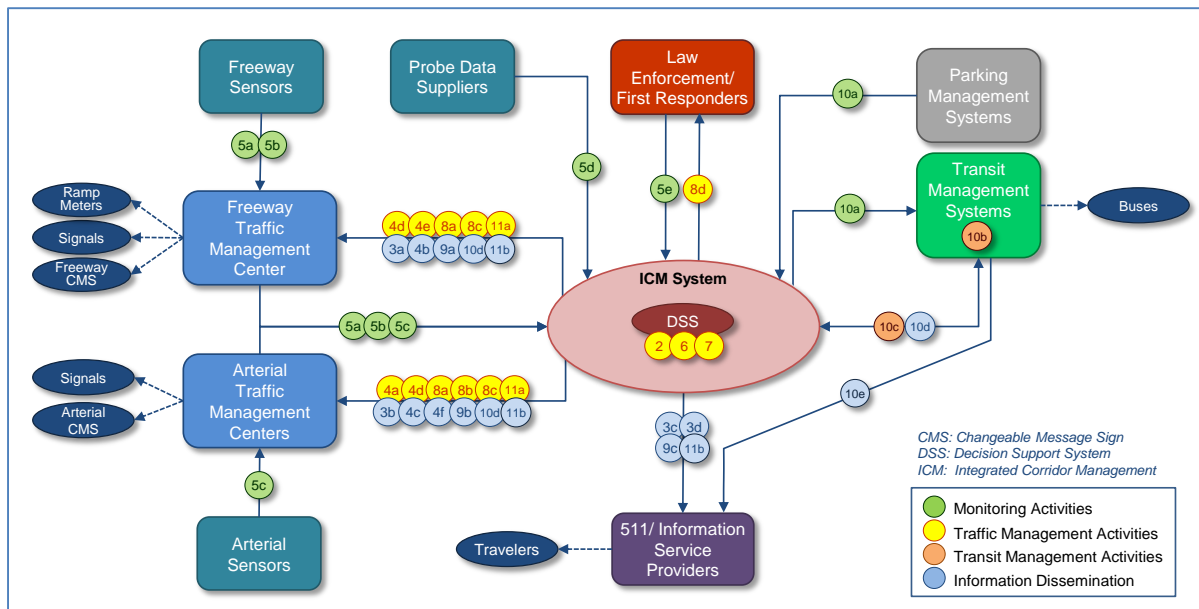 Freeway
Sensors
Probe Data
Suppliers
Law
Enforcement/
First Responders
Parking
Management
Systems
10a
5a 5b
5d
5e
8d
Transit
Management
Systems
10b
10a
Buses
Ramp
Meters
Signals
Freeway
CMS
Freeway
Traffic
Management
Center
4d 4e 8a 8c 11a
3a 4b 9a 10d 11b
ICM System
DSS
2 6 7
5a 5b 5c
10c 10d
Signals
Arterial
CMS
Arterial
Traffic
Management
Centers
4a 4d 8a 8b 8c 11a
3b 4c 4f 9b 10d 11b
10e
3c 3d
9c 11b
5c
CMS: Changeable Message Sign
DSS: Decision Support System
ICM: Integrated Corridor Management
Monitoring Activities
Traffic Management Activities
Transit Management Activities
Information Dissemination
Arterial
Sensors
Travelers
511/ Information
Service
Providers